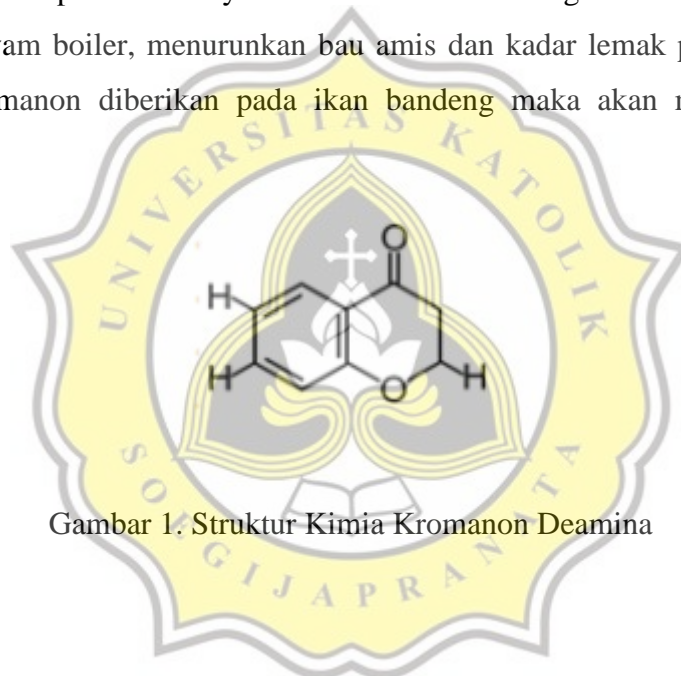 am boiler, menurunkan bau amis dan kadar lemak
manon diberikan pada ikan bandeng maka akan
UNIVERSITAS KATOLIK
O
H
H
O
H
Gambar 1. Struktur Kimia Kromanon Deamina
SOEGIJAPRANATA